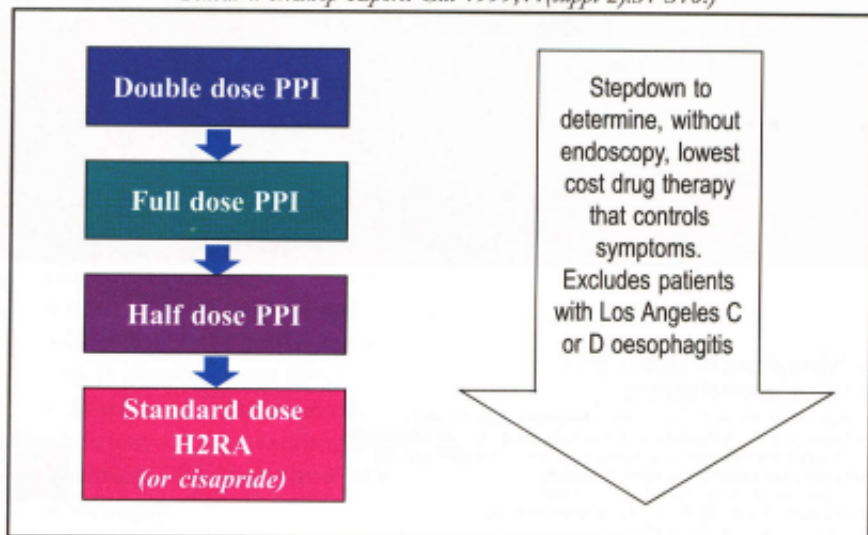 Double dose PPI
Full dose PPI
Half dose PPI
Standard dose
H2RA
(or cisapride)
Stepdown to
determine, without
endoscopy, lowest
cost drug therapy
that controls
symptoms.
Excludes patients
with Los Angeles C
or D oesophagitis